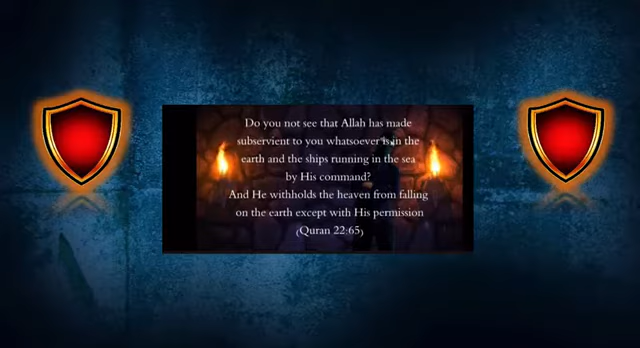 Do you not see that Allah has made
subservient to you whatsoever is in the
earth and the ships running in the sea
by His command?
And He withholds the heaven from falling
on the earth except with His permission
(Quran 22:65)